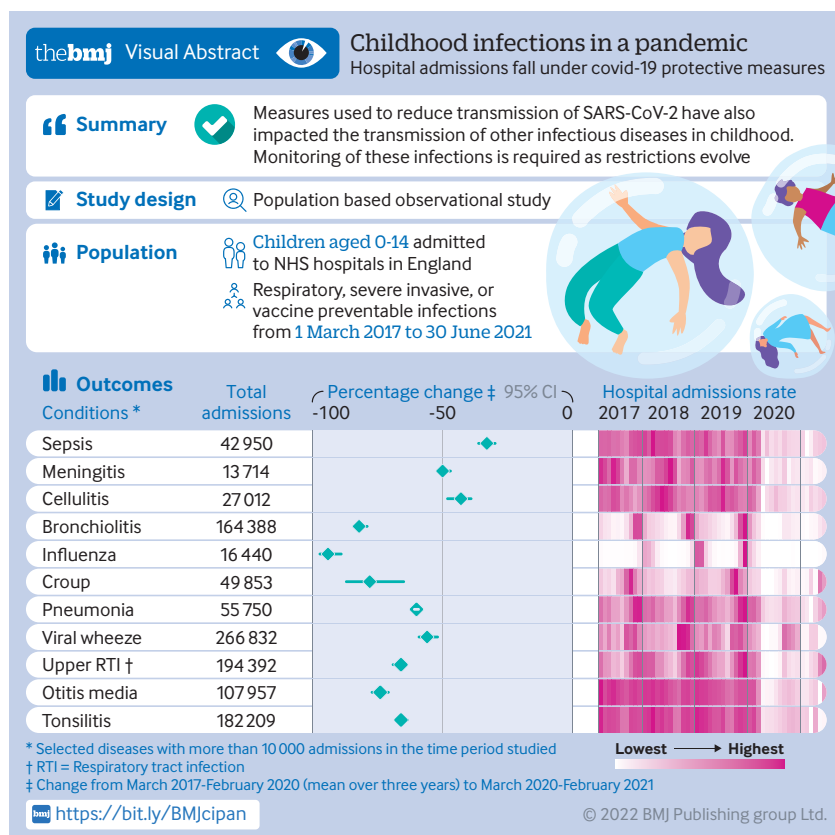 thebmj Visual Abstract
Childhood infections in a pandemic
Hospital admissions fall under covid-19 protective measures
Summary
Measures used to reduce transmission of SARS-CoV-2 have also
impacted the transmission of other infectious diseases in childhood.
Monitoring of these infections is required as restrictions evolve
Study design
Population based observational study
Population
Children aged 0-14 admitted
to NHS hospitals in England
Respiratory, severe invasive, or
vaccine preventable infections
from 1 March 2017 to 30 June 2021
Outcomes
Conditions *
Total
admissions
Percentage change ‡ 95% CI
-100 -50 0
Hospital admissions rate
2017 2018 2019 2020
Sepsis 42 950
Meningitis 13 714
Cellulitis 27 012
Bronchiolitis 164 388
Influenza 16 440
Croup 49 853
Pneumonia 55 750
Viral wheeze 266 832
Upper RTI † 194 392
Otitis media 107 957
Tonsilitis 182 209
* Selected diseases with more than 10 000 admissions in the time period studied
† RTI = Respiratory tract infection
‡ Change from March 2017-February 2020 (mean over three years) to March 2020-February 2021
Lowest Highest
bmj https://bit.ly/BMJcipan
© 2022 BMJ Publishing group Ltd.